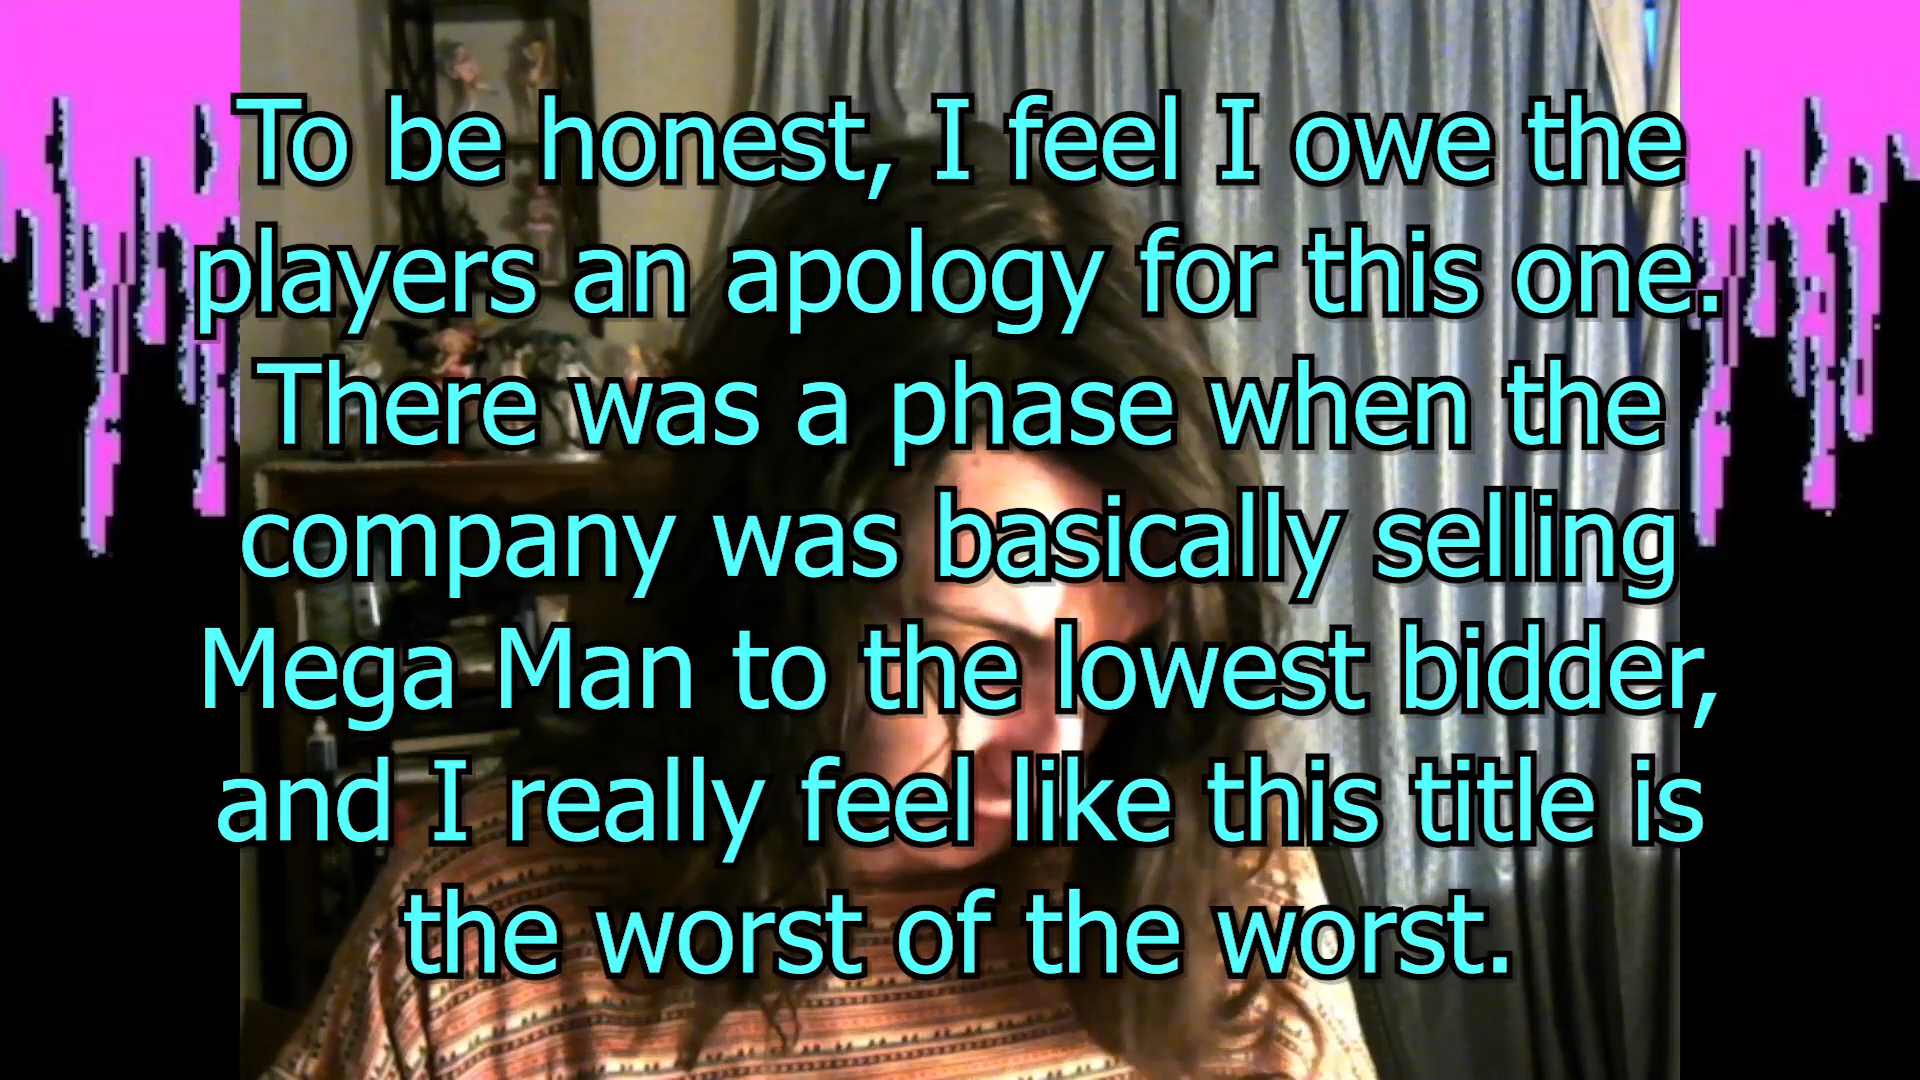 To be honest, I feel I owe the
players an apology for this one.
There was a phase when the
company was basically selling
Mega Man to the lowest bidder,
and I really feel like this title is
the worst of the worst.